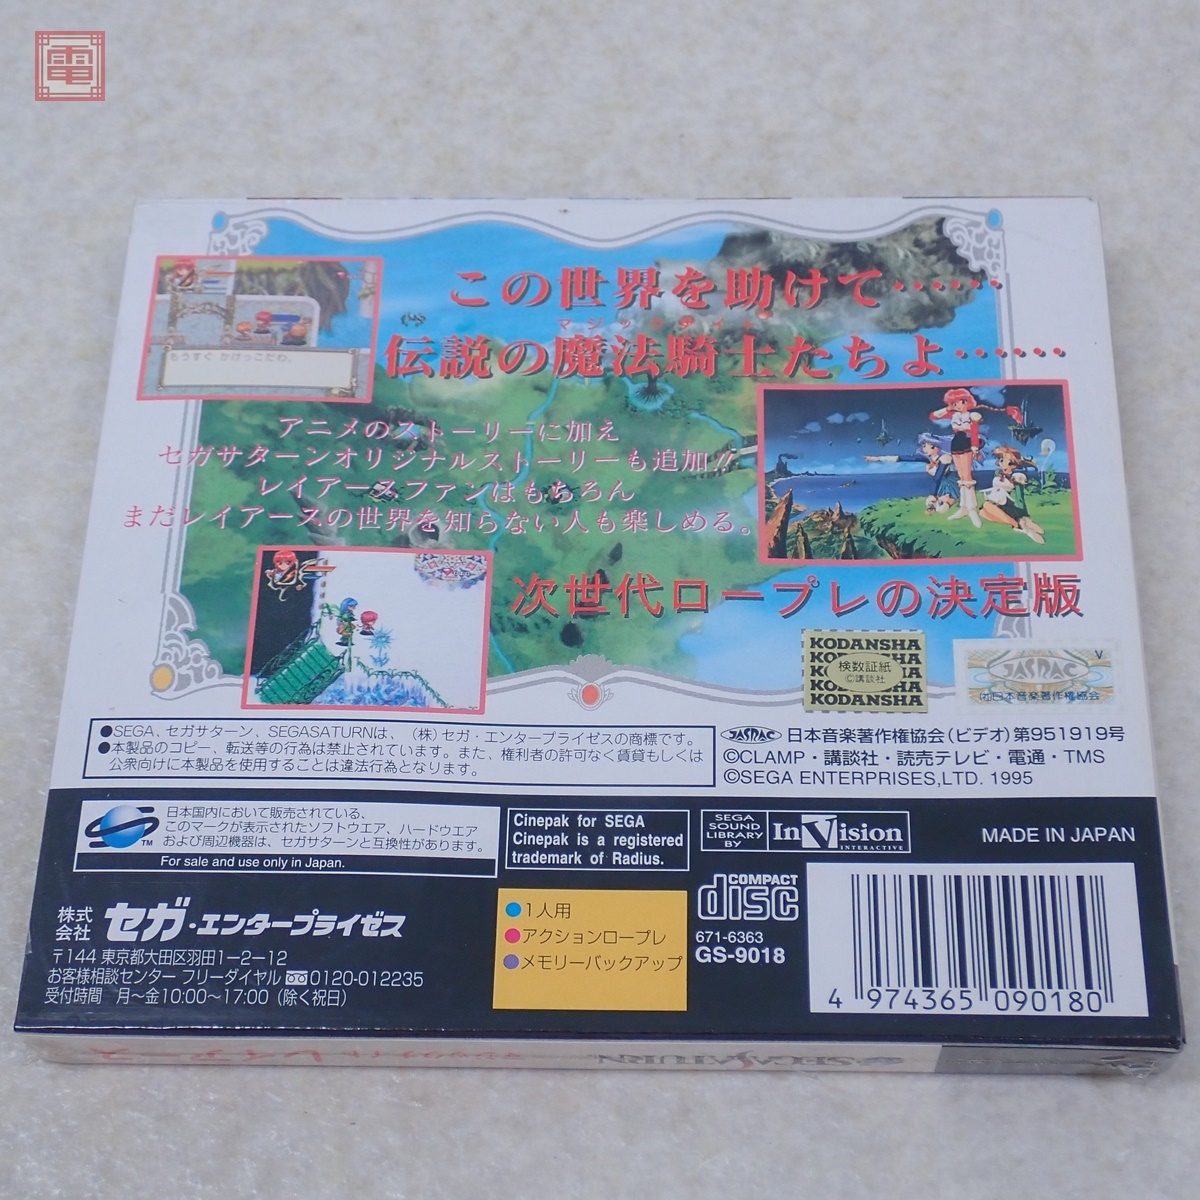 電
この世界を助けて……
マジックナイト
伝説の魔法騎士たちよ……
もうすぐ かけっこだわ。
アニメのストーリーに加え
セガサターンオリジナルストーリーも追加!!
レイアースファンはもちろん
まだレイアースの世界を知らない人も楽しめる。
次世代ロープレの決定版
KODANSHA
検数証紙
©講談社
KODANSHA
JASRAC
V
(社)日本音楽著作権協会
●SEGA、セガサターン、SEGASATURNは、(株)セガ・エンタープライゼスの商標です。
●本製品のコピー、転送等の行為は禁止されています。また、権利者の許可なく賃貸もしくは
公衆向けに本製品を使用することは違法行為となります。
JASRAC 日本音楽著作権協会(ビデオ)第951919号
©CLAMP・講談社・読売テレビ・電通・TMS
©SEGA ENTERPRISES,LTD. 1995
日本国内において販売されている、
このマークが表示されたソフトウエア、ハードウエア
および周辺機器は、セガサターンと互換性があります。
TM
For sale and use only in Japan.
Cinepak for SEGA
Cinepak is a registered
trademark of Radius.
SEGA
SOUND
LIBRARY
BY
InVision
INTERACTIVE
MADE IN JAPAN
株式会社 セガ・エンタープライゼス
〒144 東京都大田区羽田1-2-12
お客様相談センター フリーダイヤル 0120-012235
受付時間 月~金10:00~17:00(除く祝日)
●1人用
●アクションロープレ
●メモリーバックアップ
COMPACT
disc
671-6363
GS-9018
4 974365 090180
マジックナイト レイアース
SEGA SATURN